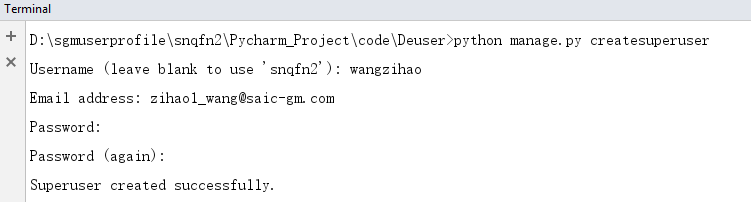 Terminal
D:\sgmuserprofile\snqfn2\Pycharm_Project\code\Deuser>python manage.py createsuperuser
Username (leave blank to use 'snqfn2'): wangzihao
Email address: zihao1_wang@saic-gm.com
Password:
Password (again):
Superuser created successfully.